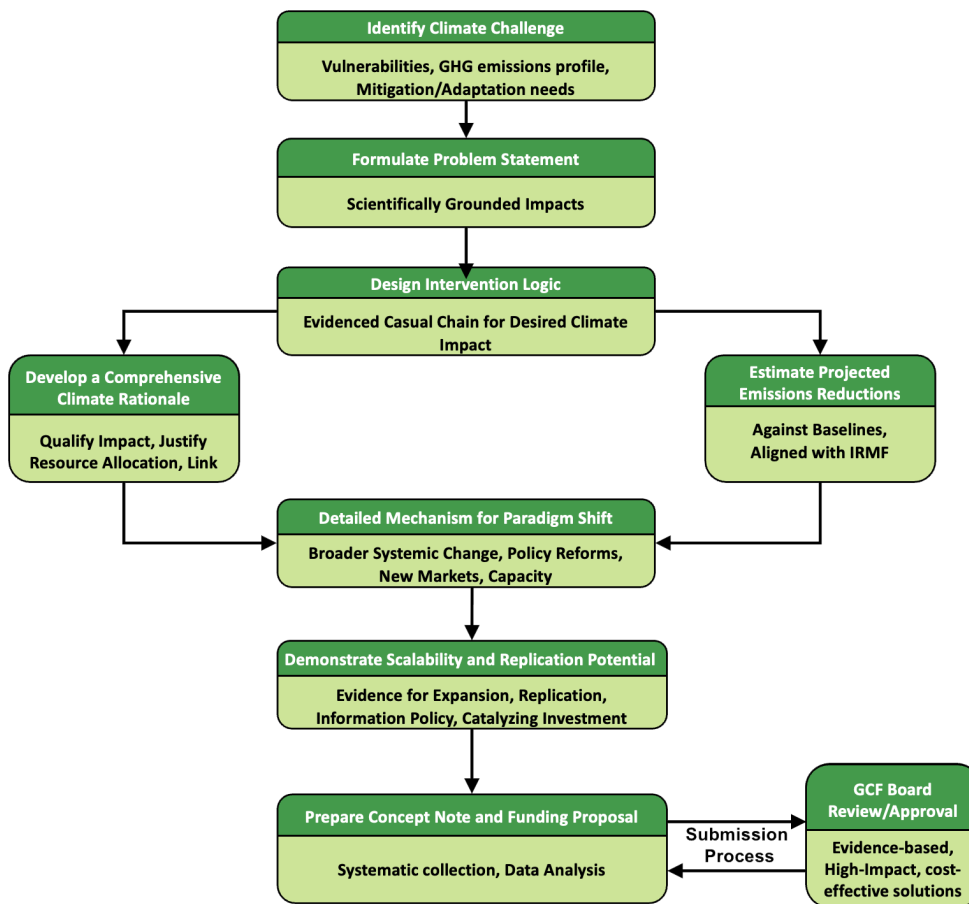 Identify Climate Challenge
Vulnerabilities, GHG emissions profile,
Mitigation/Adaptation needs
Formulate Problem Statement
Scientifically Grounded Impacts
Design Intervention Logic
Evidenced Casual Chain for Desired Climate
Impact
Develop a Comprehensive
Climate Rationale
Qualify Impact, Justify
Resource Allocation, Link
Estimate Projected
Emissions Reductions
Against Baselines,
Aligned with IRMF
Detailed Mechanism for Paradigm Shift
Broader Systemic Change, Policy Reforms,
New Markets, Capacity
Demonstrate Scalability and Replication Potential
Evidence for Expansion, Replication,
Information Policy, Catalyzing Investment
Prepare Concept Note and Funding Proposal
Systematic collection, Data Analysis
Submission
Process
GCF Board
Review/Approval
Evidence-based,
High-Impact, cost-
effective solutions